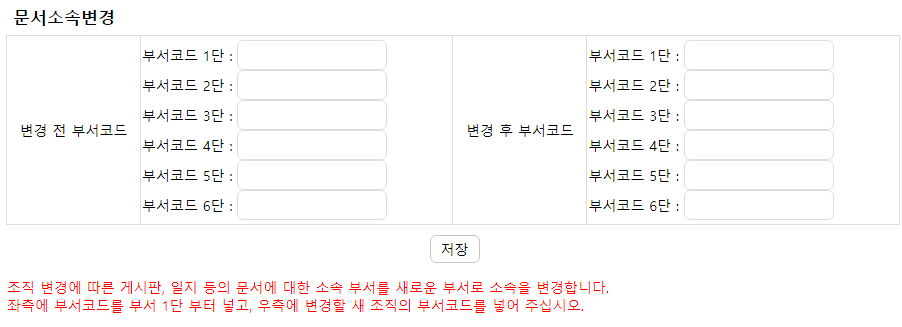 문서소속변경
변경 전 부서코드
부서코드 1단 :
부서코드 2단 :
부서코드 3단 :
부서코드 4단 :
부서코드 5단 :
부서코드 6단 :
변경 후 부서코드
부서코드 1단 :
부서코드 2단 :
부서코드 3단 :
부서코드 4단 :
부서코드 5단 :
부서코드 6단 :
저장
조직 변경에 따른 게시판, 일지 등의 문서에 대한 소속 부서를 새로운 부서로 소속을 변경합니다.
좌측에 부서코드를 부서 1단 부터 넣고, 우측에 변경할 새 조직의 부서코드를 넣어 주십시오.